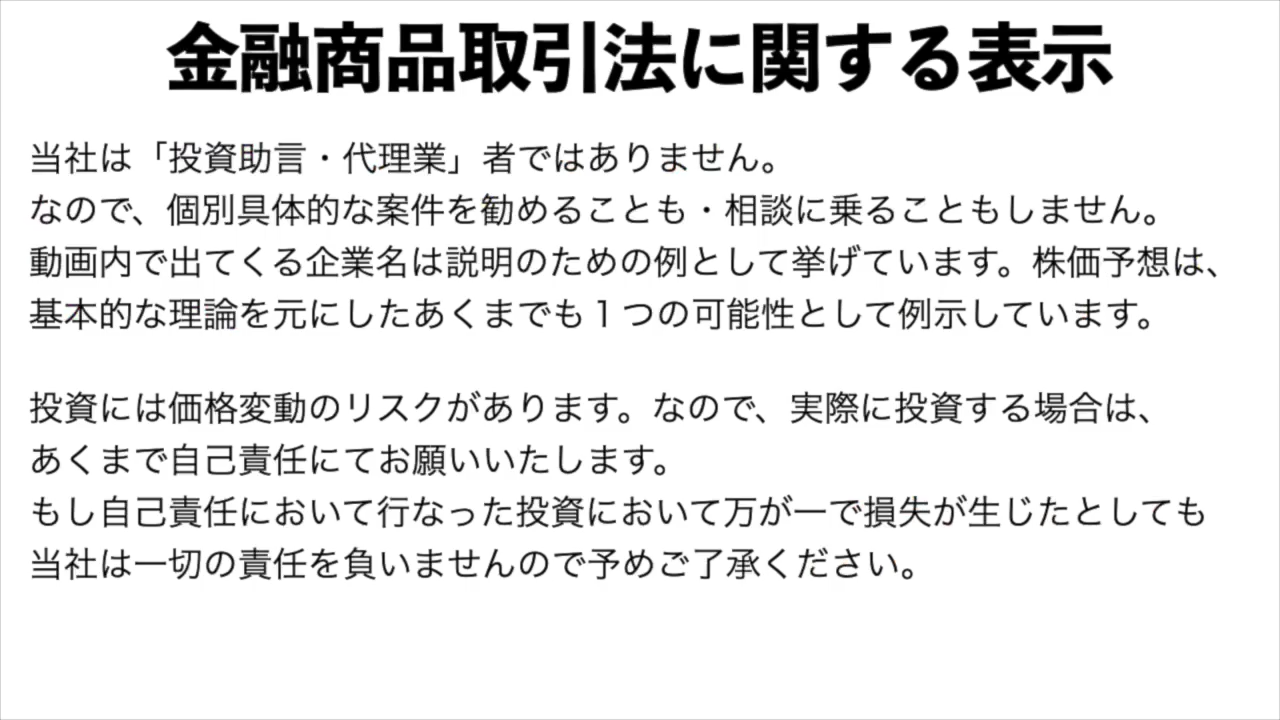 金融商品取引法に関する表示
当社は「投資助言・代理業」者ではありません。
なので、個別具体的な案件を勧めることも・相談に乗ることもしません。
動画内で出てくる企業名は説明のための例として挙げています。株価予想は、
基本的な理論を元にしたあくまでも１つの可能性として例示しています。
投資には価格変動のリスクがあります。なので、実際に投資する場合は、
あくまで自己責任にてお願いいたします。
もし自己責任において行なった投資において万が一で損失が生じたとしても
当社は一切の責任を負いませんので予めご了承ください。